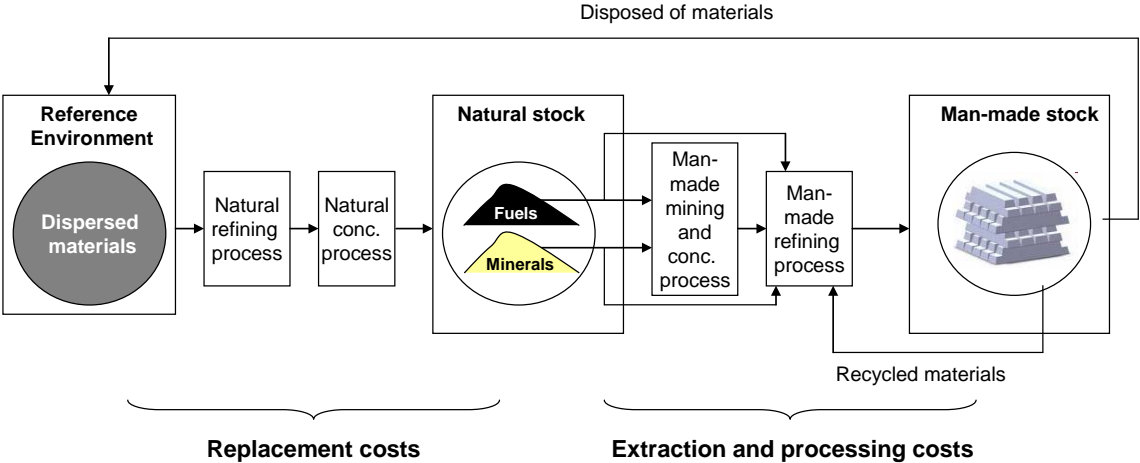 Disposed of materials
Reference
Environment
Dispersed
materials
Natural
refining
process
Natural
conc.
process
Natural stock
Fuels
Minerals
Man-
made
mining
and
conc.
process
Man-
made
refining
process
Man-made stock
Recycled materials
Replacement costs
Extraction and processing costs